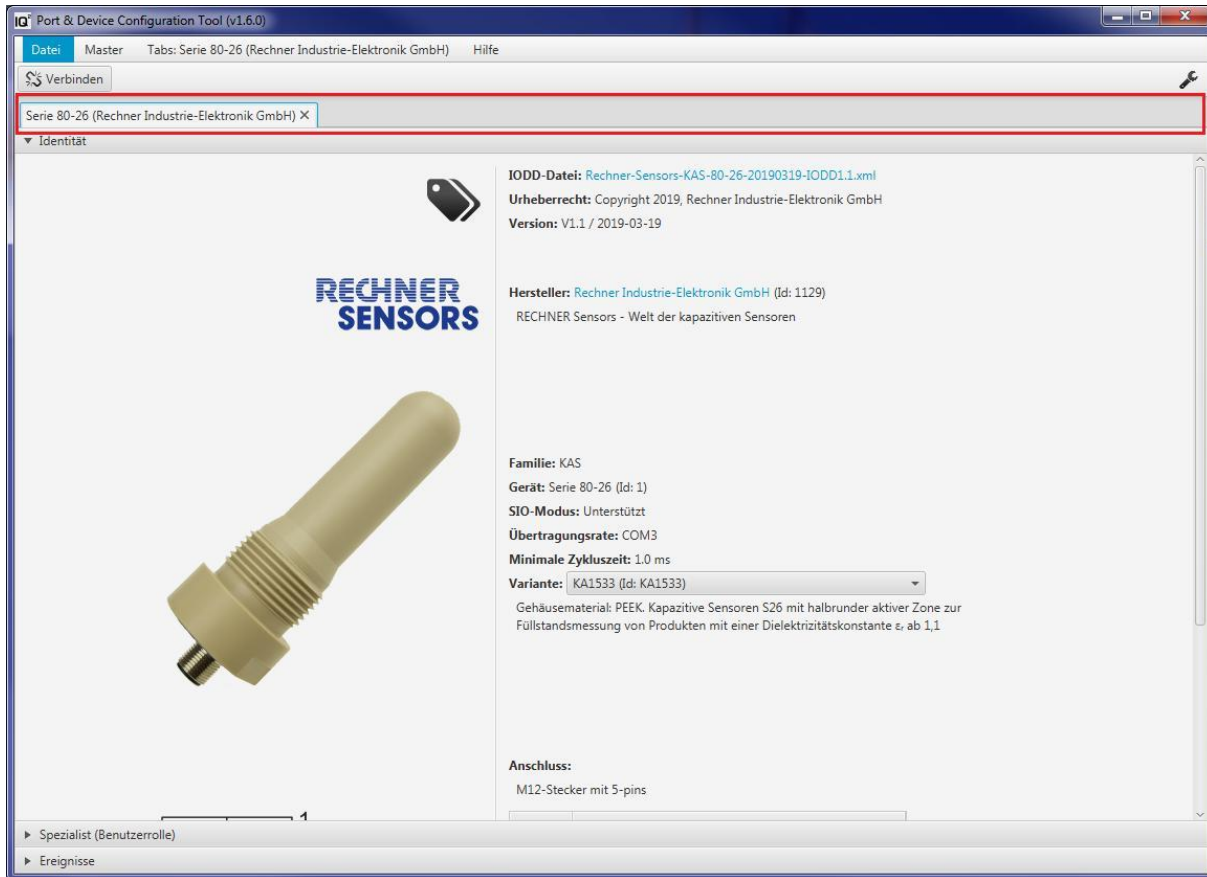 IQ² Port & Device Configuration Tool (v1.6.0)
Datei Master Tabs: Serie 80-26 (Rechner Industrie-Elektronik GmbH) Hilfe
Verbinden
Serie 80-26 (Rechner Industrie-Elektronik GmbH)
Identität
IODD-Datei: Rechner-Sensors-KAS-80-26-20190319-IODD1.1.xml
Urheberrecht: Copyright 2019, Rechner Industrie-Elektronik GmbH
Version: V1.1 / 2019-03-19
RECHNER
SENSORS
Hersteller: Rechner Industrie-Elektronik GmbH (Id: 1129)
RECHNER Sensors - Welt der kapazitiven Sensoren
Familie: KAS
Gerät: Serie 80-26 (Id: 1)
SIO-Modus: Unterstützt
Übertragungsrate: COM3
Minimale Zykluszeit: 1.0 ms
Variante: KA1533 (Id: KA1533)
Gehäusematerial: PEEK. Kapazitive Sensoren S26 mit halbrunder aktiver Zone zur
Füllstandsmessung von Produkten mit einer Dielektrizitätskonstante εᵣ ab 1,1
Anschluss:
M12-Stecker mit 5-pins
1
Spezialist (Benutzerrolle)
Ereignisse